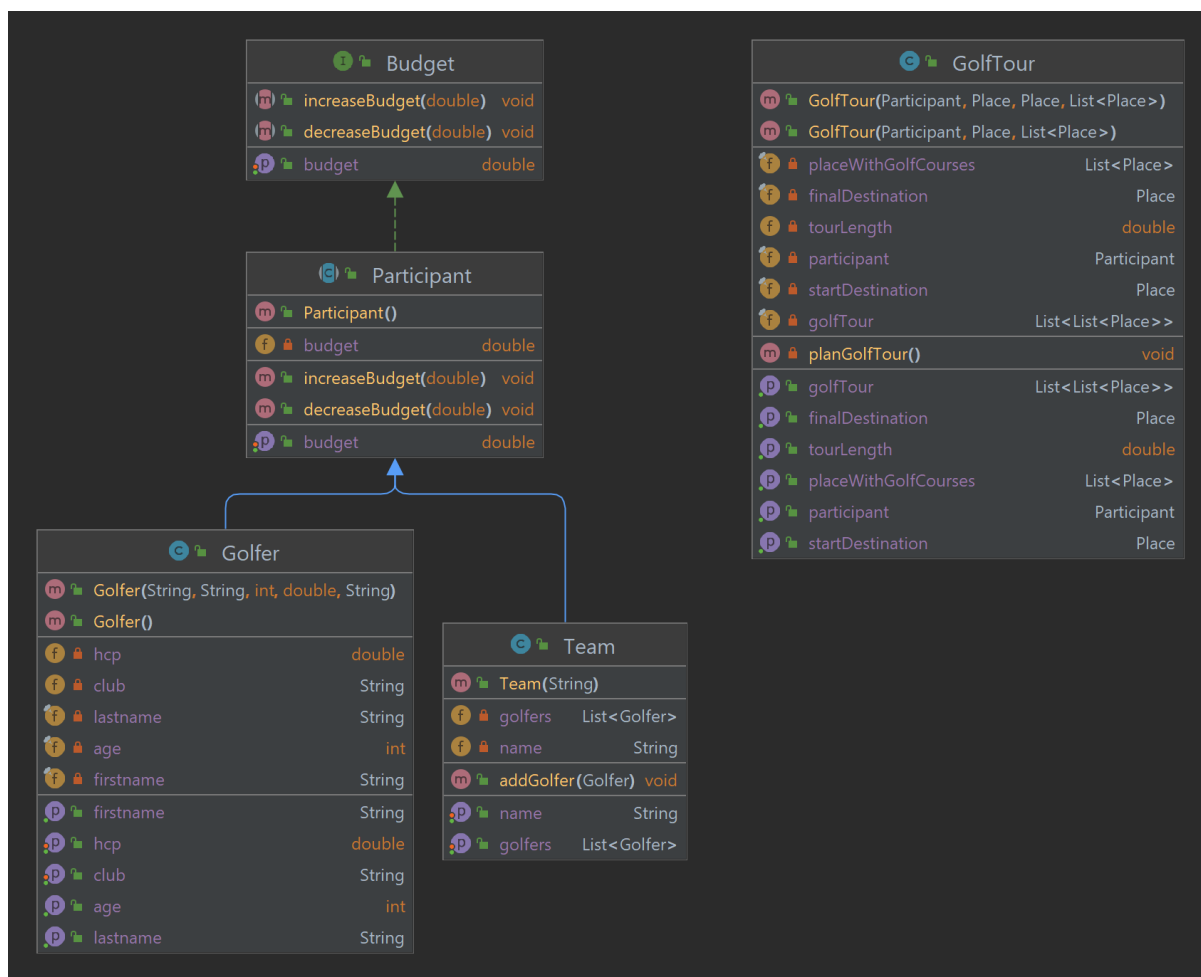 Budget
increaseBudget(double) void
decreaseBudget(double) void
budget double
Participant
Participant()
budget double
increaseBudget(double) void
decreaseBudget(double) void
budget double
Golfer
Golfer(String, String, int, double, String)
Golfer()
hcp double
club String
lastname String
age int
firstname String
firstname String
hcp double
club String
age int
lastname String
Team
Team(String)
golfers List<Golfer>
name String
addGolfer(Golfer) void
name String
golfers List<Golfer>
GolfTour
GolfTour(Participant, Place, Place, List<Place>)
GolfTour(Participant, Place, List<Place>)
placeWithGolfCourses List<Place>
finalDestination Place
tourLength double
participant Participant
startDestination Place
golfTour List<List<Place>>
planGolfTour() void
golfTour List<List<Place>>
finalDestination Place
tourLength double
placeWithGolfCourses List<Place>
participant Participant
startDestination Place